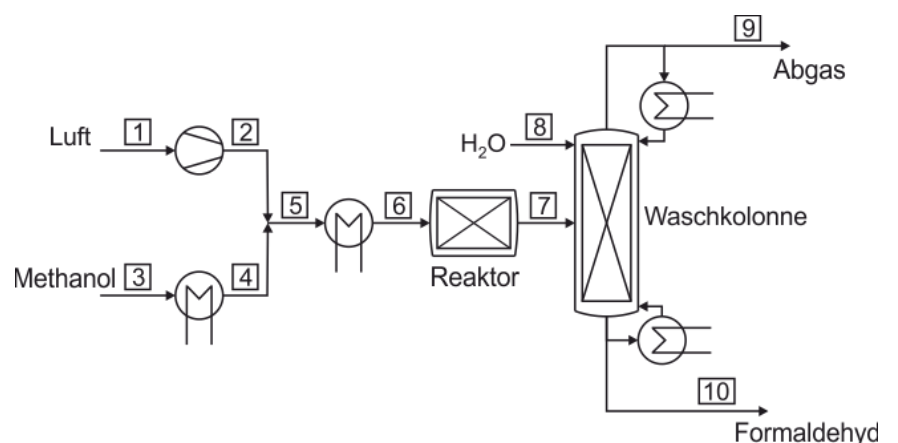 9
Abgas
Luft
1
2
H₂O
8
5
6
7
Waschkolonne
Methanol
3
4
Reaktor
10
Formaldehyd